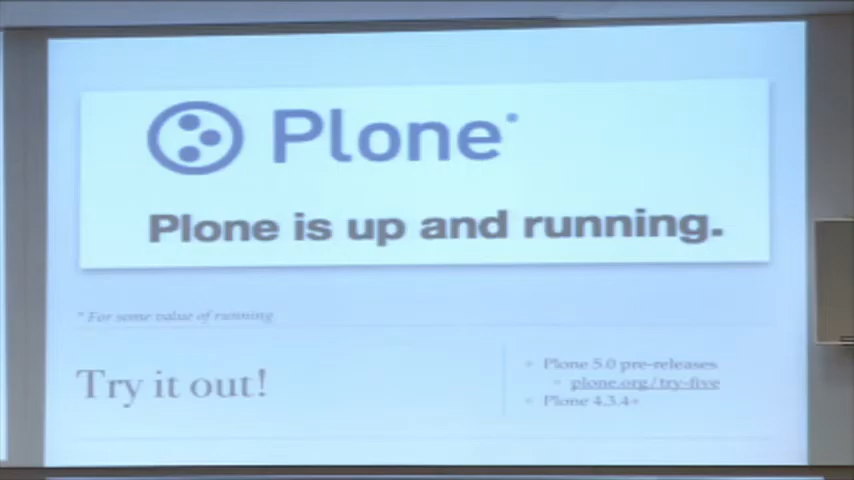 Plone
Plone is up and running.
* For some value of running
Try it out!
Plone 5.0 pre-releases
plone.org/try-five
Plone 4.3.4+